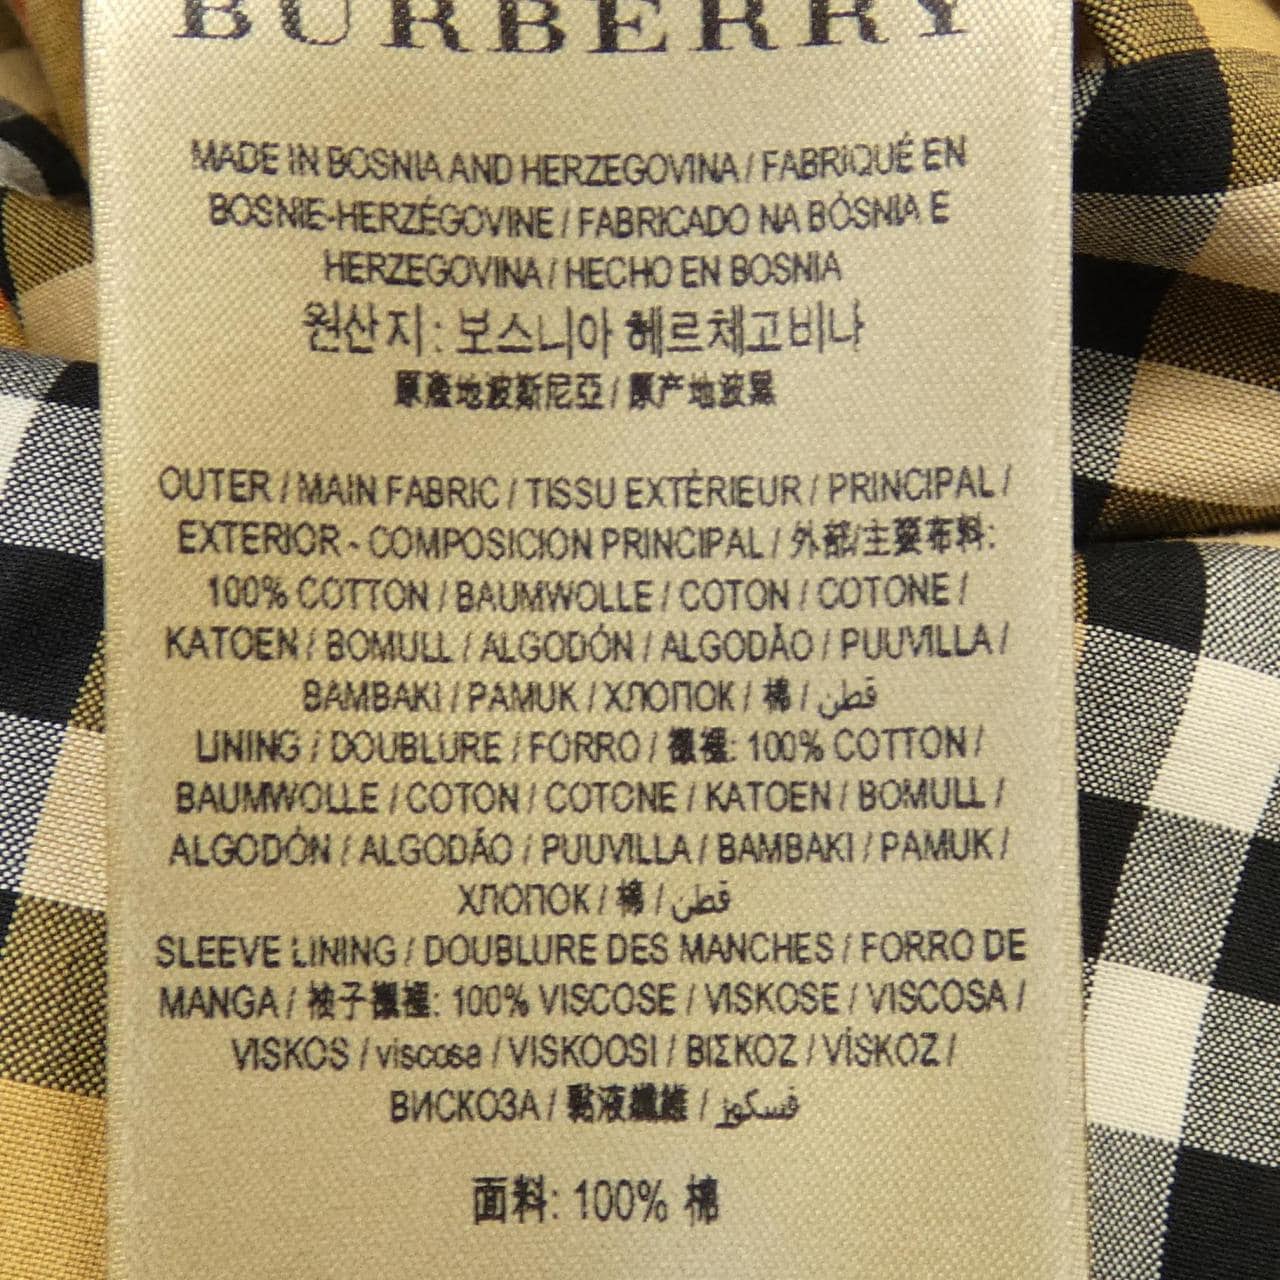 BURBERRY
MADE IN BOSNIA AND HERZEGOVINA / FABRIQUÉ EN
BOSNIE-HERZÉGOVINE / FABRICADO NA BÓSNIA E
HERZEGOVINA / HECHO EN BOSNIA
원산지: 보스니아 헤르체고비나
原產地波斯尼亞 / 原产地波黑
OUTER / MAIN FABRIC / TISSU EXTÉRIEUR / PRINCIPAL /
EXTERIOR - COMPOSICION PRINCIPAL / 外部/主要布料:
100% COTTON / BAUMWOLLE / COTON / COTONE /
KATOEN / BOMULL / ALGODÓN / ALGODÃO / PUUVILLA /
BAMBAKI / PAMUK / ХЛОПОК / 棉 / قطن
LINING / DOUBLURE / FORRO / 襯裡: 100% COTTON /
BAUMWOLLE / COTON / COTONE / KATOEN / BOMULL /
ALGODÓN / ALGODÃO / PUUVILLA / BAMBAKI / PAMUK /
ХЛОПОК / 棉 / قطن
SLEEVE LINING / DOUBLURE DES MANCHES / FORRO DE
MANGA / 袖子襯裡: 100% VISCOSE / VISKOSE / VISCOSA /
VISKOS / viscosa / VISKOOSI / ΒΙΣΚΟΖ / VİSKOZ /
ВИСКОЗА / 黏液纖維 / فسكوز
面料: 100% 棉